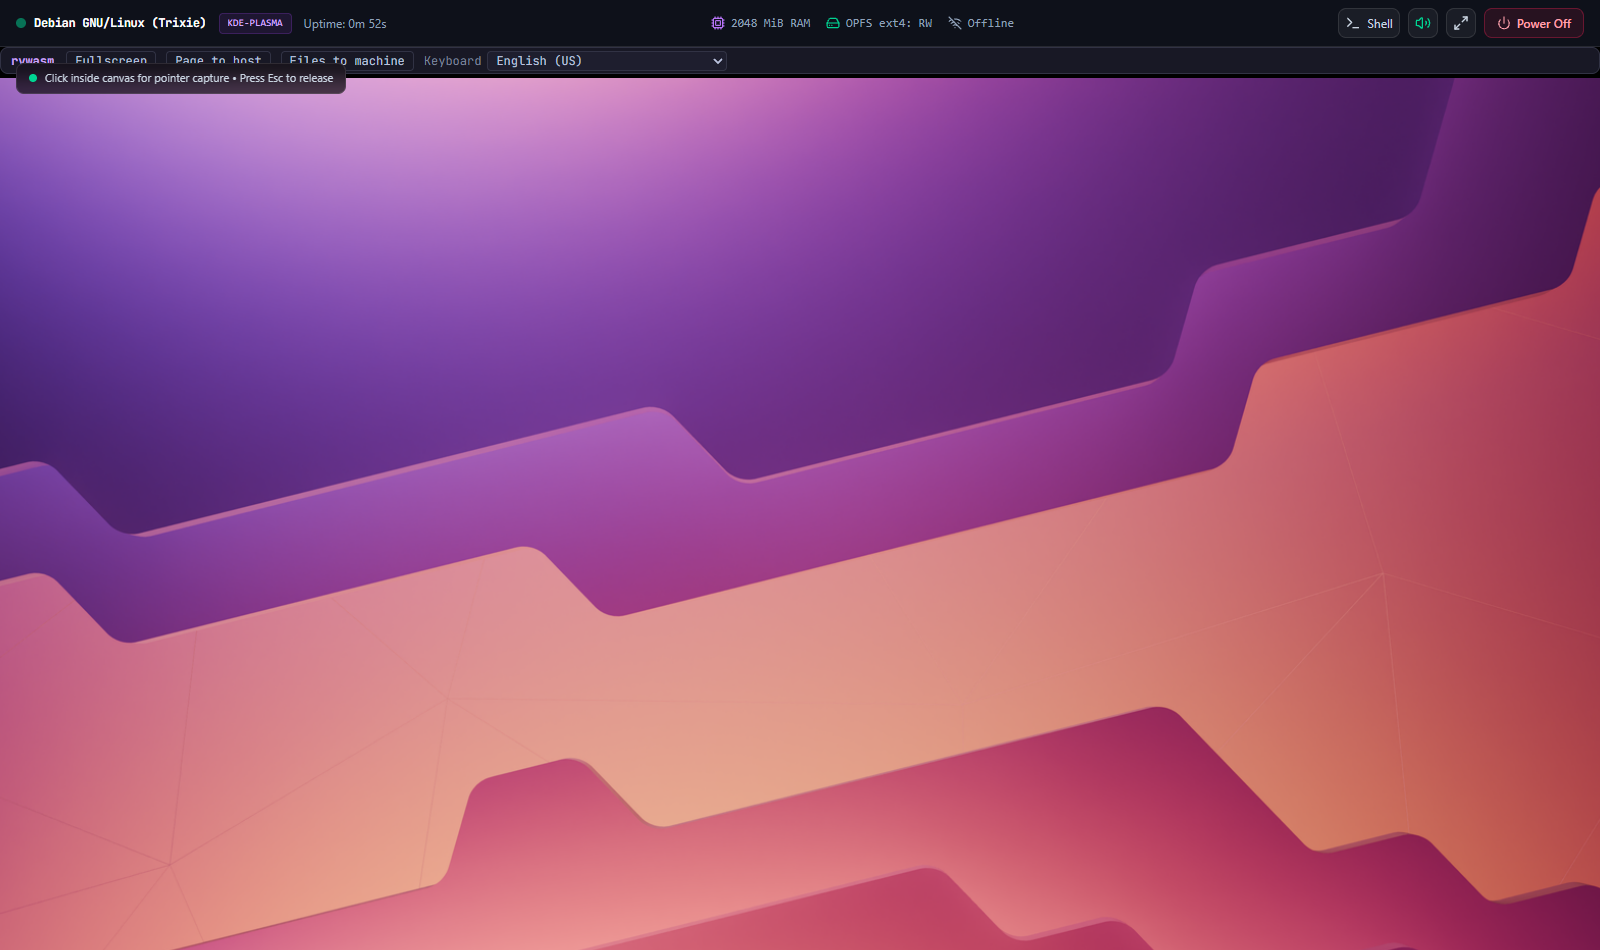 Debian GNU/Linux (Trixie) KDE-PLASMA Uptime: 0m 52s 2048 MiB RAM OPFS ext4: RW Offline Shell Power Off
rvwasm Fullscreen Page to host Files to machine Keyboard English (US)
Click inside canvas for pointer capture • Press Esc to release